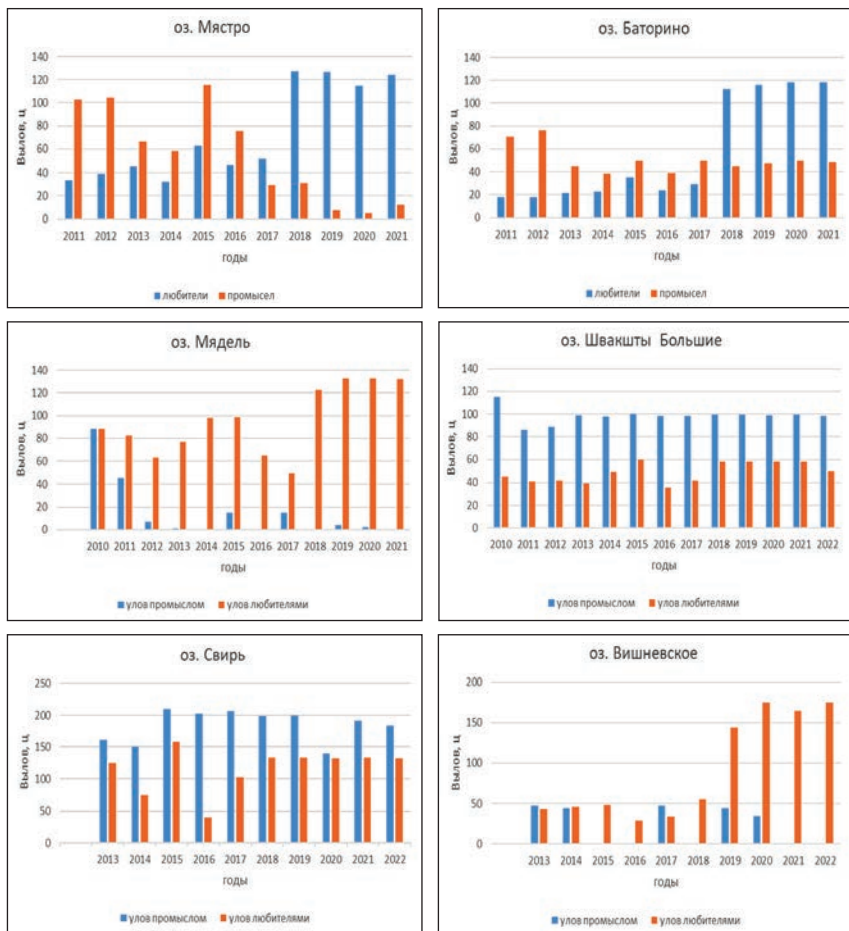 оз. Мястро
Вылов, ц
140
120
100
80
60
40
20
0
2011 2012 2013 2014 2015 2016 2017 2018 2019 2020 2021
годы
любители промысел
оз. Баторино
Вылов, ц
140
120
100
80
60
40
20
0
2011 2012 2013 2014 2015 2016 2017 2018 2019 2020 2021
годы
любители промысел
оз. Мядель
Вылов, ц
140
120
100
80
60
40
20
0
2010 2011 2012 2013 2014 2015 2016 2017 2018 2019 2020 2021
годы
улов промыслом улов любителями
оз. Швакшты Большие
Вылов, ц
140
120
100
80
60
40
20
0
2010 2011 2012 2013 2014 2015 2016 2017 2018 2019 2020 2021 2022
годы
улов промыслом улов любителями
оз. Свирь
Вылов, ц
250
200
150
100
50
0
2013 2014 2015 2016 2017 2018 2019 2020 2021 2022
годы
улов промыслом улов любителями
оз. Вишневское
Вылов, ц
200
150
100
50
0
2013 2014 2015 2016 2017 2018 2019 2020 2021 2022
годы
улов промыслом улов любителями